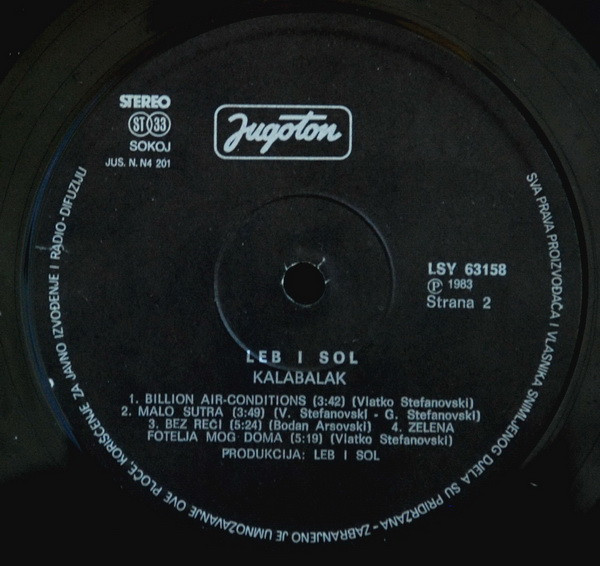 STEREO
ST 33
SOKOJ
JUS. N. N4 201
Jugoton
LSY 63158
Ⓟ 1983
Strana 2
LEB I SOL
KALABALAK
1. BILLION AIR-CONDITIONS (3:42) (Vlatko Stefanovski)
2. MALO SUTRA (3:49) (V. Stefanovski - G. Stefanovski)
3. BEZ REČI (5:24) (Bodan Arsovski) 4. ZELENA
FOTELJA MOG DOMA (5:19) (Vlatko Stefanovski)
PRODUKCIJA: LEB I SOL
SVA PRAVA PROIZVOĐAČA I VLASNIKA SNIMLJENOG DJELA SU PRIDRŽANA - ZABRANJENO JE UMNOŽAVANJE OVE PLOČE, KORIŠĆENJE ZA JAVNO IZVOĐENJE I RADIO-DIFUZIJU